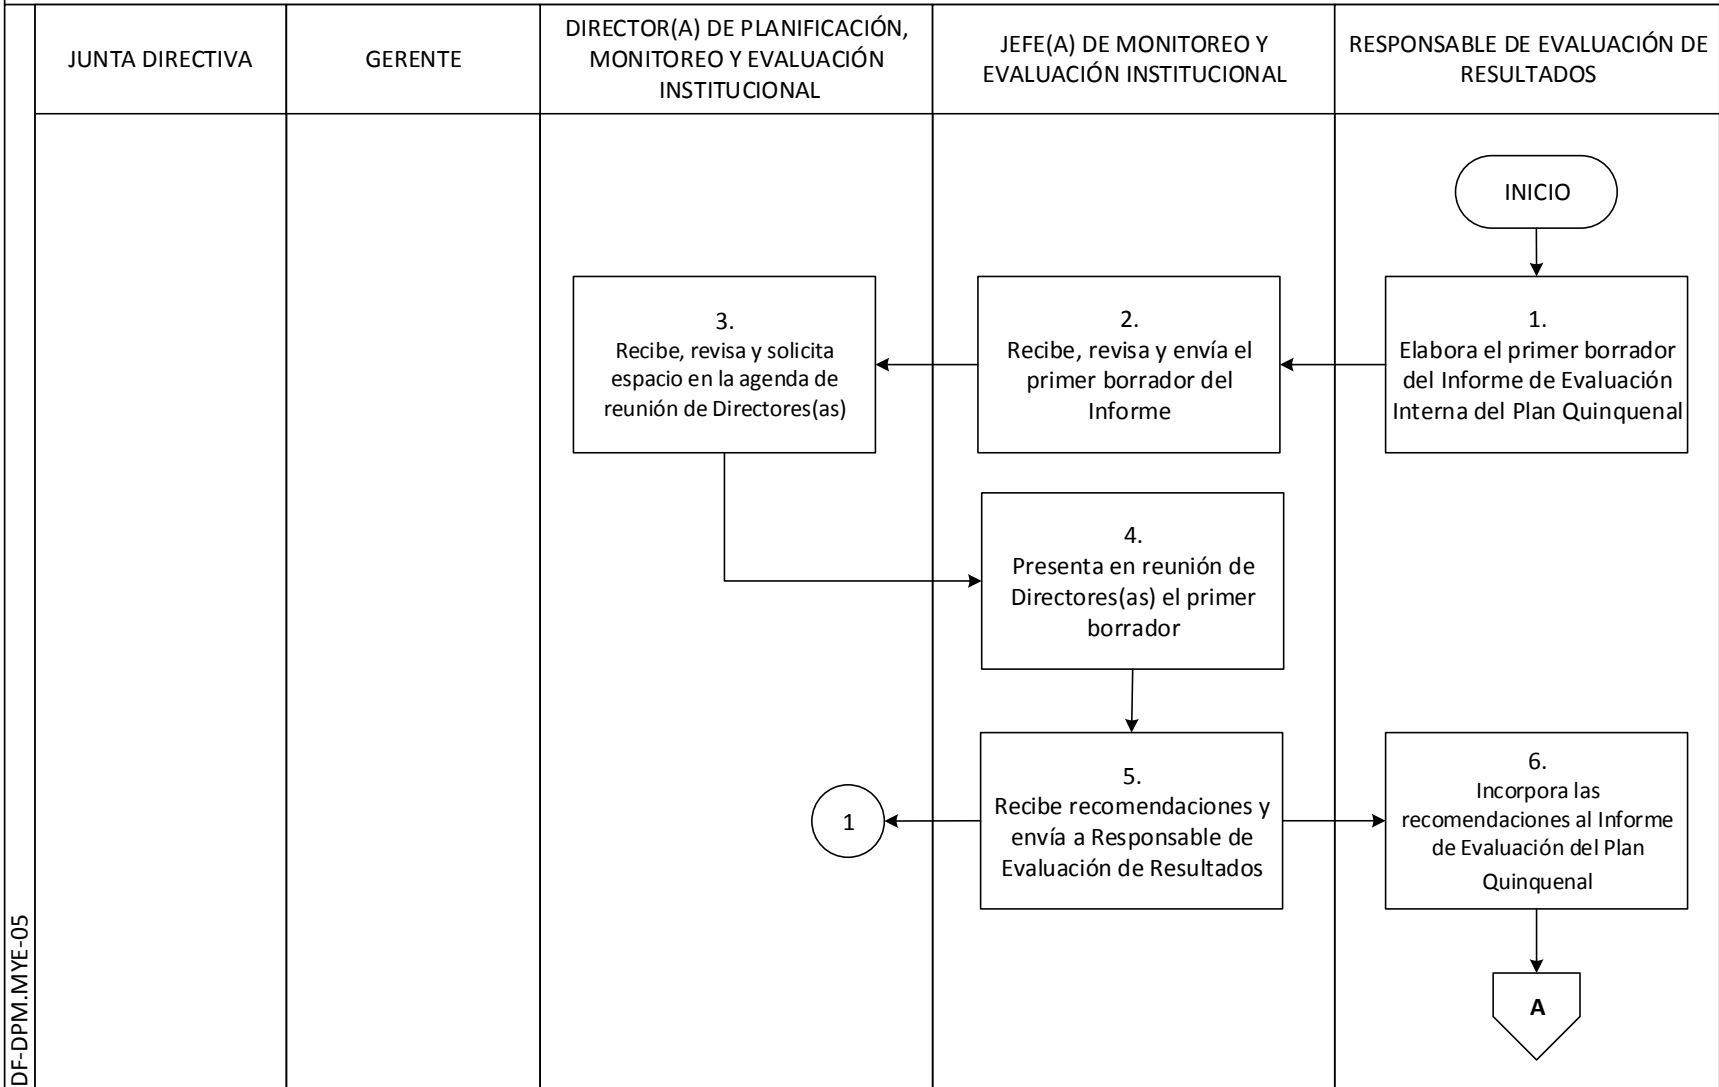 JUNTA DIRECTIVA
GERENTE
DIRECTOR(A) DE PLANIFICACIÓN,
MONITOREO Y EVALUACIÓN
INSTITUCIONAL
JEFE(A) DE MONITOREO Y
EVALUACIÓN INSTITUCIONAL
RESPONSABLE DE EVALUACIÓN DE
RESULTADOS
INICIO
1.
Elabora el primer borrador
del Informe de Evaluación
Interna del Plan Quinquenal
2.
Recibe, revisa y envía el
primer borrador del
Informe
3.
Recibe, revisa y solicita
espacio en la agenda de
reunión de Directores(as)
4.
Presenta en reunión de
Directores(as) el primer
borrador
5.
Recibe recomendaciones y
envía a Responsable de
Evaluación de Resultados
1
6.
Incorpora las
recomendaciones al Informe
de Evaluación del Plan
Quinquenal
A
DF-DPM.MYE-05